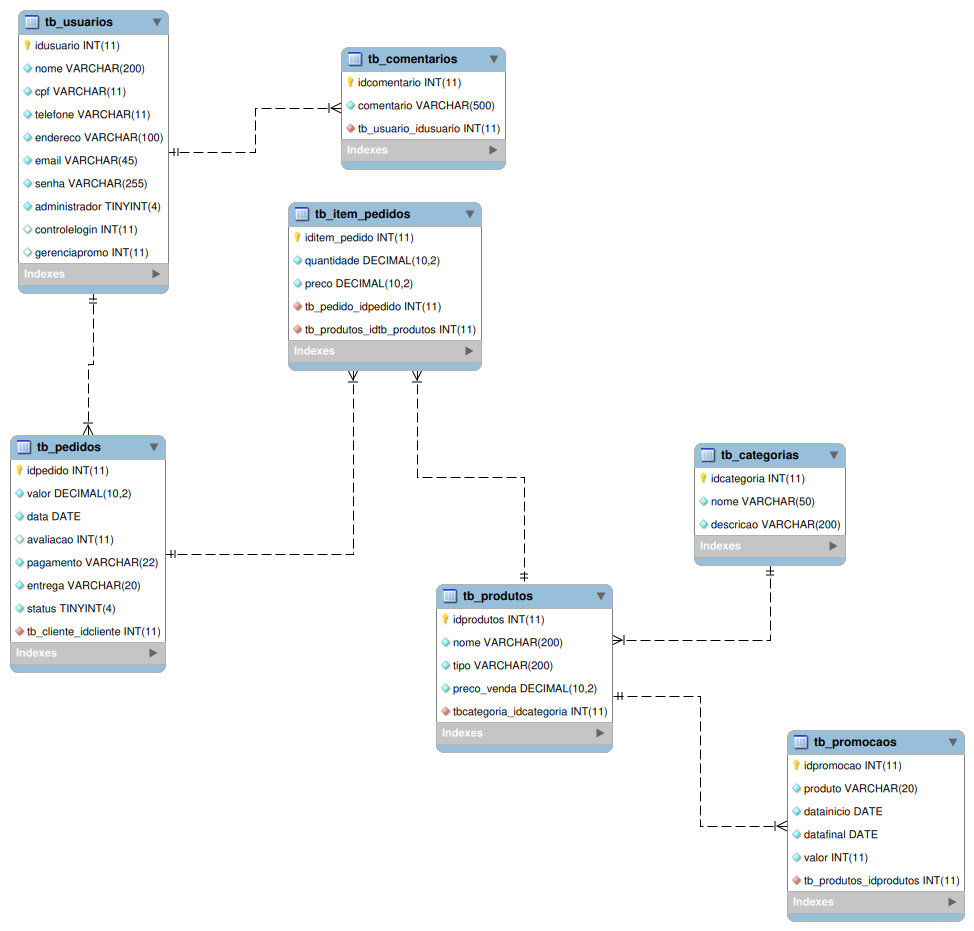 tb_usuarios
idusuario INT(11)
nome VARCHAR(200)
cpf VARCHAR(11)
telefone VARCHAR(11)
endereco VARCHAR(100)
email VARCHAR(45)
senha VARCHAR(255)
administrador TINYINT(4)
controlelogin INT(11)
gerenciapromo INT(11)
Indexes
tb_comentarios
idcomentario INT(11)
comentario VARCHAR(500)
tb_usuario_idusuario INT(11)
Indexes
tb_item_pedidos
iditem_pedido INT(11)
quantidade DECIMAL(10,2)
preco DECIMAL(10,2)
tb_pedido_idpedido INT(11)
tb_produtos_idtb_produtos INT(11)
Indexes
tb_pedidos
idpedido INT(11)
valor DECIMAL(10,2)
data DATE
avaliacao INT(11)
pagamento VARCHAR(22)
entrega VARCHAR(20)
status TINYINT(4)
tb_cliente_idcliente INT(11)
Indexes
tb_categorias
idcategoria INT(11)
nome VARCHAR(50)
descricao VARCHAR(200)
Indexes
tb_produtos
idprodutos INT(11)
nome VARCHAR(200)
tipo VARCHAR(200)
preco_venda DECIMAL(10,2)
tbcategoria_idcategoria INT(11)
Indexes
tb_promocaos
idpromocao INT(11)
produto VARCHAR(20)
datainicio DATE
datafinal DATE
valor INT(11)
tb_produtos_idprodutos INT(11)
Indexes